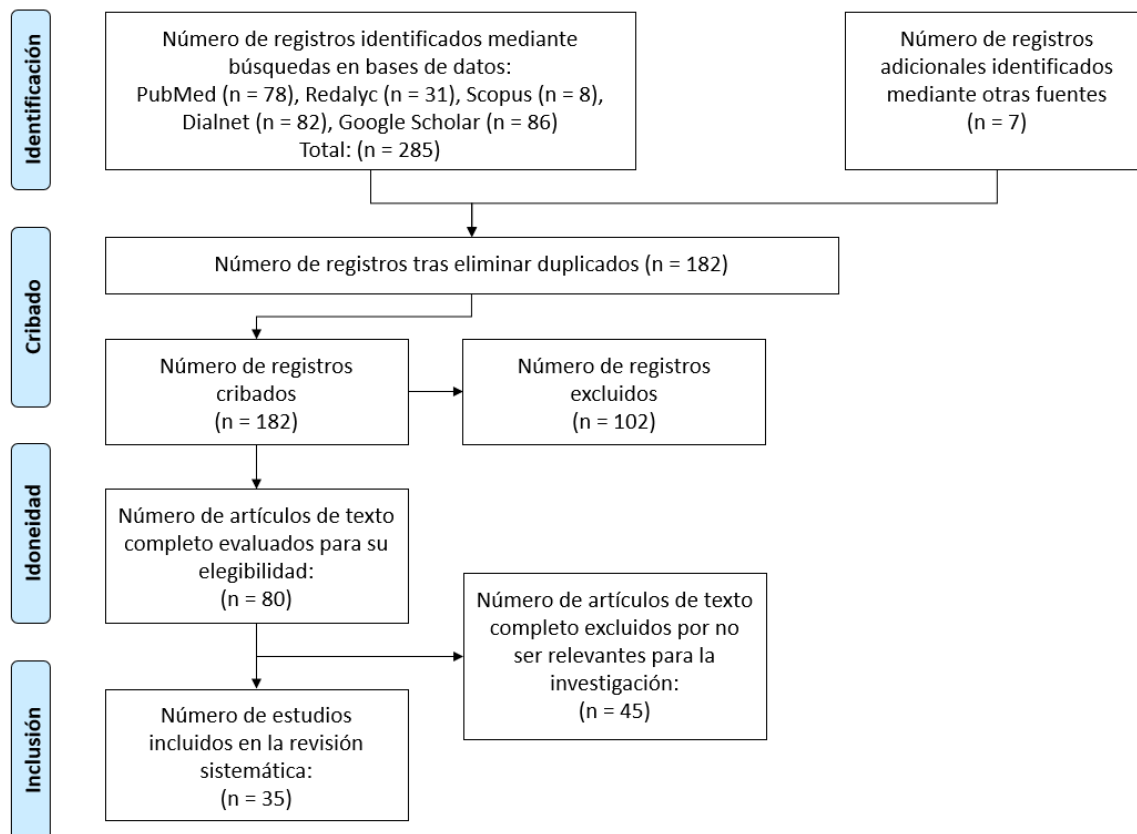 Identificación
Número de registros identificados mediante
búsquedas en bases de datos:
PubMed (n = 78), Redalyc (n = 31), Scopus (n = 8),
Dialnet (n = 82), Google Scholar (n = 86)
Total: (n = 285)
Número de registros
adicionales identificados
mediante otras fuentes
(n = 7)
Cribado
Número de registros tras eliminar duplicados (n = 182)
Número de registros
cribados
(n = 182)
Número de registros
excluidos
(n = 102)
Idoneidad
Número de artículos de texto
completo evaluados para su
elegibilidad:
(n = 80)
Número de artículos de texto
completo excluidos por no
ser relevantes para la
investigación:
(n = 45)
Inclusión
Número de estudios
incluidos en la revisión
sistemática:
(n = 35)